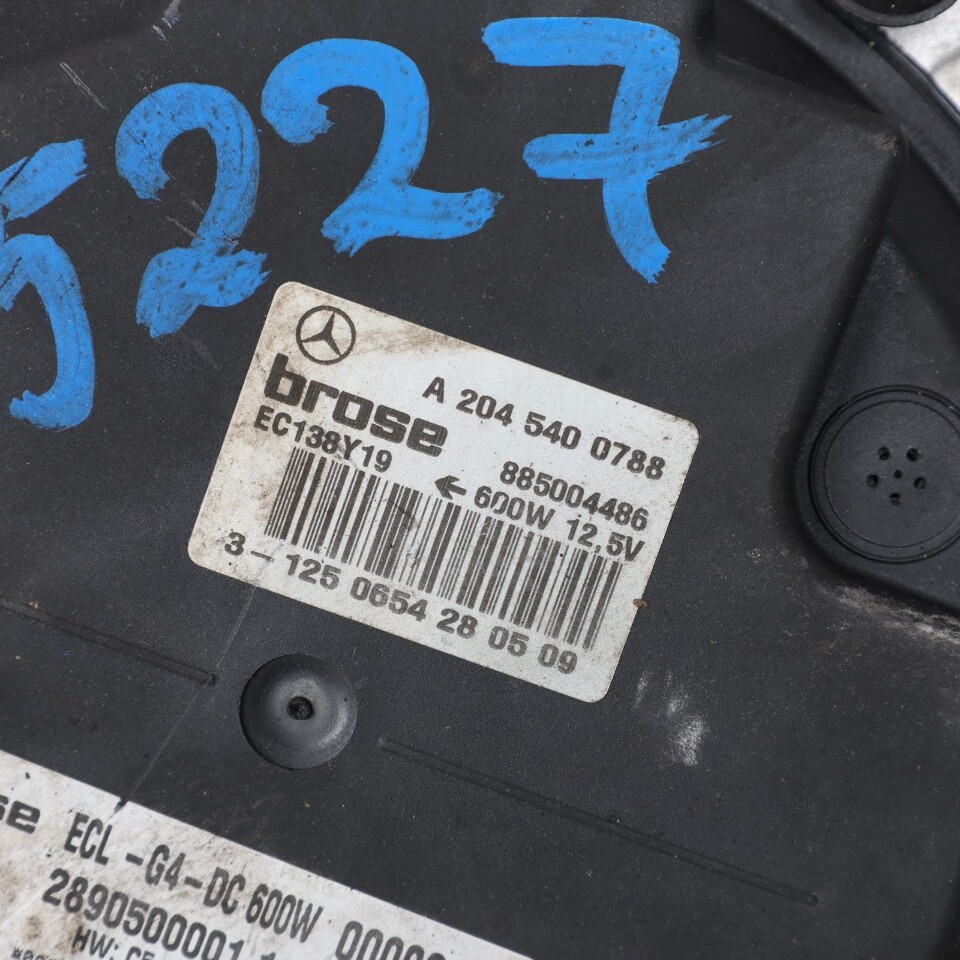 5227
A 204 540 0788
brose
EC138Y19
885004486
600W 12,5V
3-125 0654 28 05 09
ECL-G4-DC 600W
2890500001
HW: